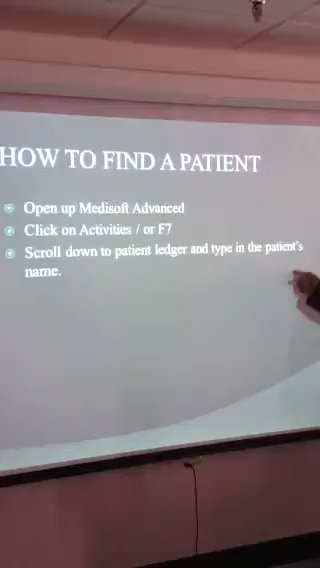 HOW TO FIND A PATIENT
Open up Medisoft Advanced
Click on Activities / or F7
Scroll down to patient ledger and type in the patient's
name.